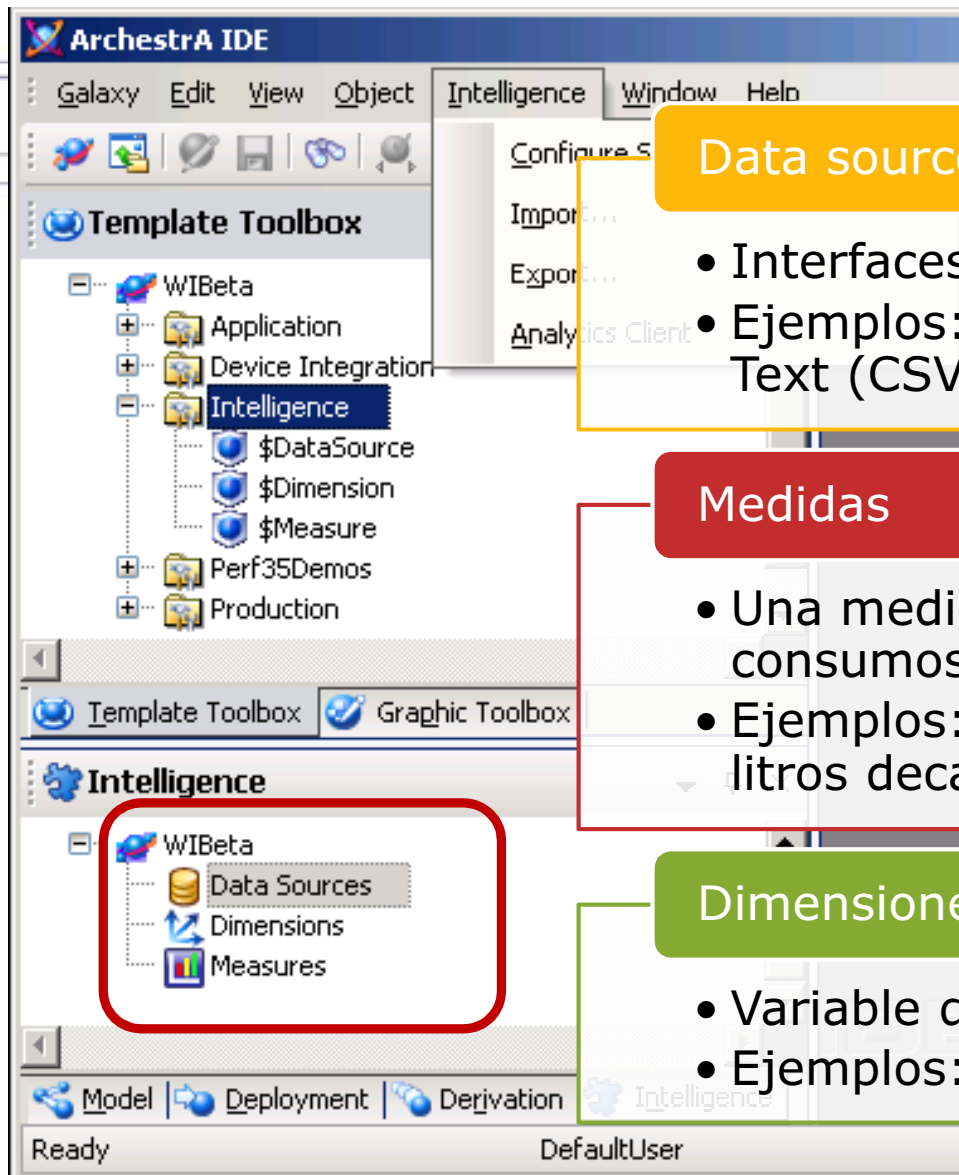 ArchestrA IDE
Galaxy Edit View Object Intelligence Window Help
Configure S
Import...
Export...
Analytics Client
Template Toolbox
WIBeta
Application
Device Integration
Intelligence
$DataSource
$Dimension
$Measure
Perf35Demos
Production
Template Toolbox Graphic Toolbox
Intelligence
WIBeta
Data Sources
Dimensions
Measures
Model Deployment Derivation Intelligence
Ready DefaultUser
Data sourc
• Interfaces
• Ejemplos:
Text (CSV
Medidas
• Una medi
consumos
• Ejemplos:
litros deca
Dimensione
• Variable d
• Ejemplos: